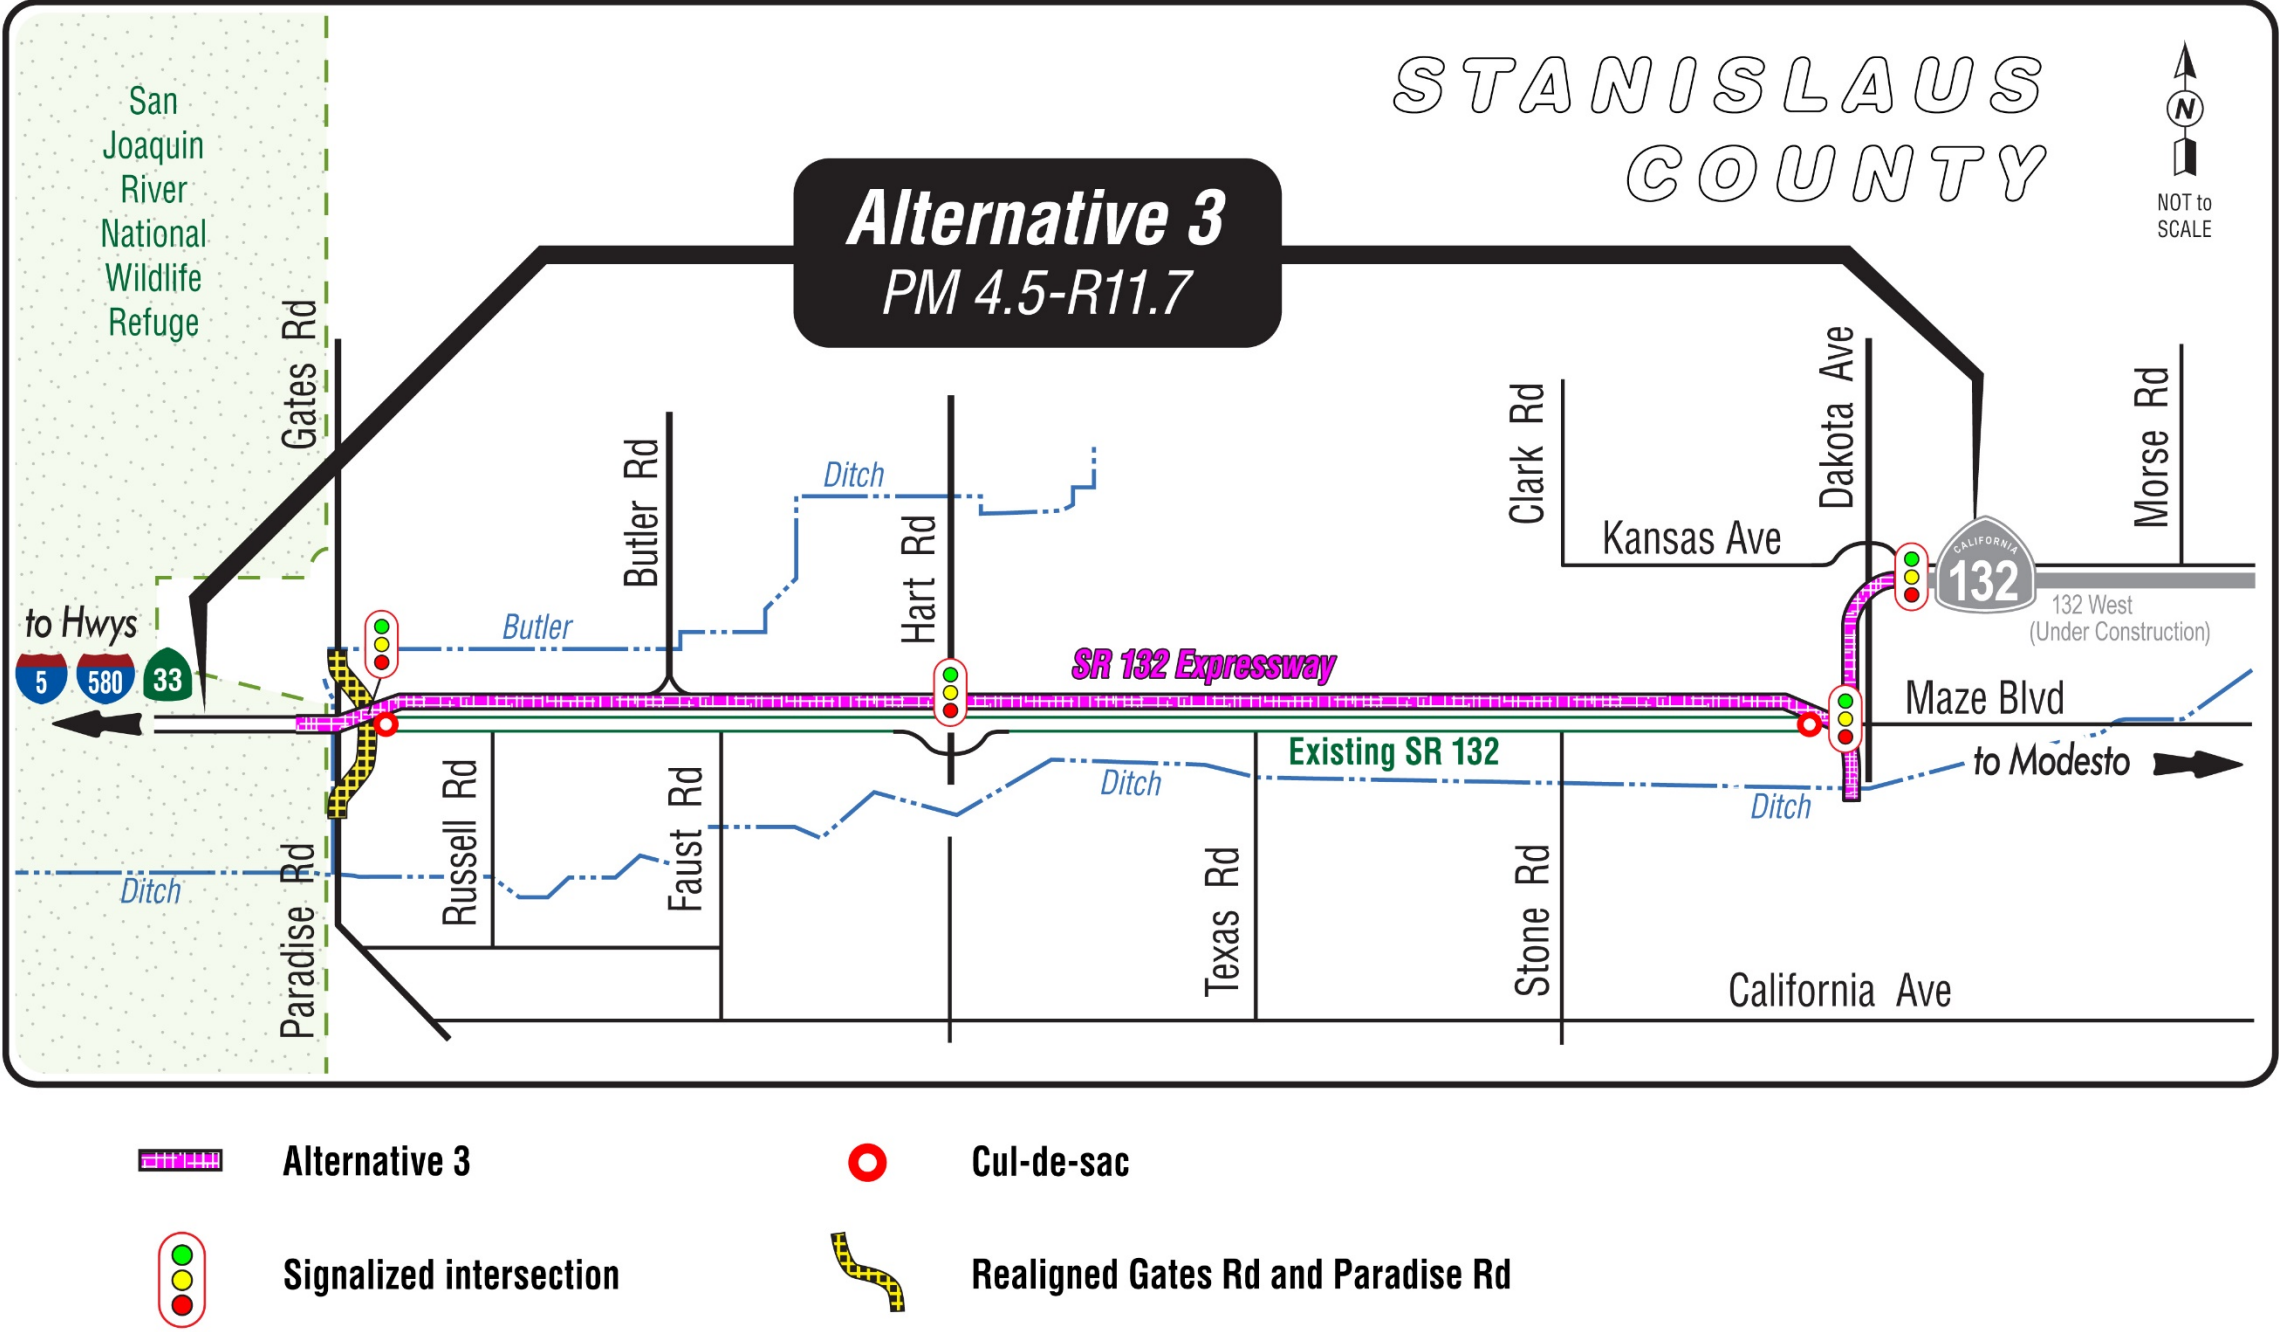 STANISLAUS
COUNTY
N
NOT to
SCALE
San
Joaquin
River
National
Wildlife
Refuge
Alternative 3
PM 4.5-R11.7
Gates Rd
Butler Rd
Hart Rd
Clark Rd
Dakota Ave
Morse Rd
Ditch
Kansas Ave
CALIFORNIA
132
132 West
(Under Construction)
to Hwys
5
580
33
Butler
SR 132 Expressway
Maze Blvd
Existing SR 132
to Modesto
Ditch
Ditch
Ditch
Paradise Rd
Russell Rd
Faust Rd
Texas Rd
Stone Rd
California Ave
Alternative 3
Cul-de-sac
Signalized intersection
Realigned Gates Rd and Paradise Rd